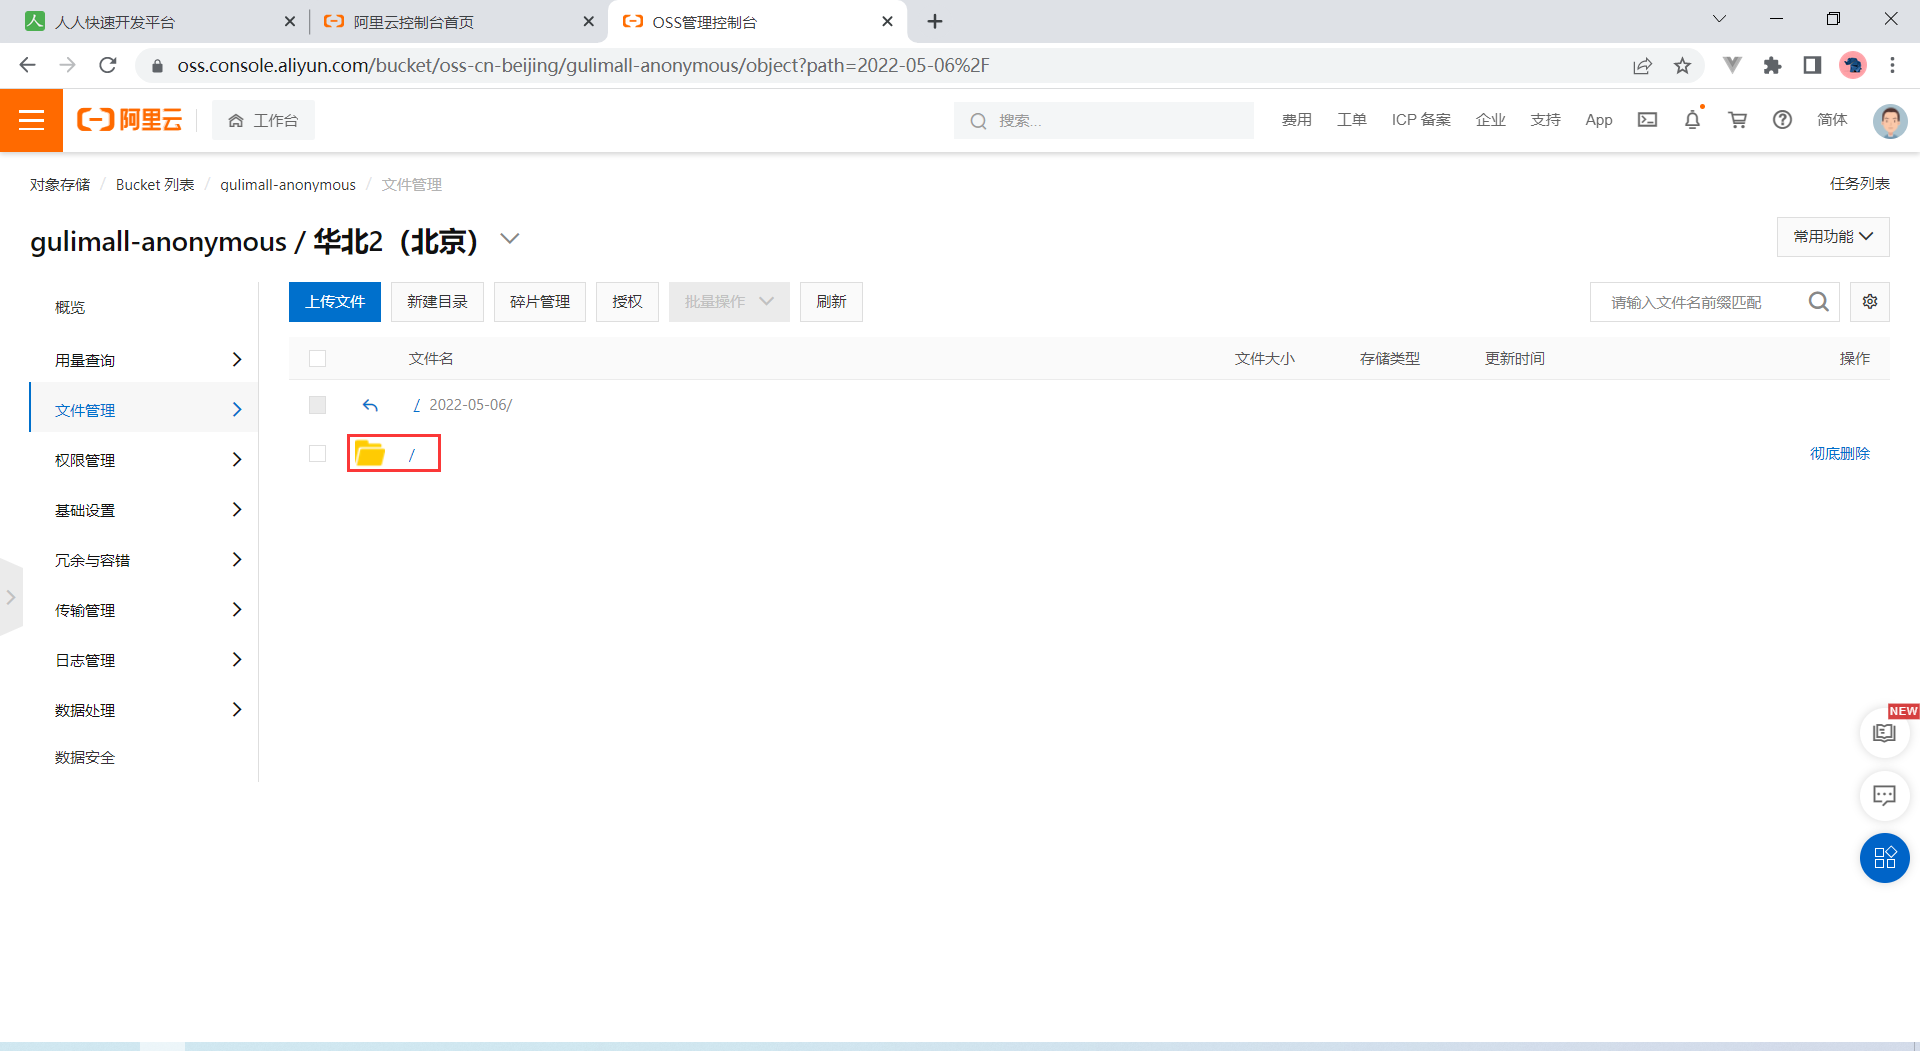 人人快速开发平台
阿里云控制台首页
OSS管理控制台
oss.console.aliyun.com/bucket/oss-cn-beijing/gulimall-anonymous/object?path=2022-05-06%2F
阿里云
工作台
搜索...
费用
工单
ICP 备案
企业
支持
App
简体
对象存储 / Bucket 列表 / gulimall-anonymous / 文件管理
任务列表
gulimall-anonymous / 华北2（北京）
常用功能
概览
用量查询
文件管理
权限管理
基础设置
冗余与容错
传输管理
日志管理
数据处理
数据安全
上传文件
新建目录
碎片管理
授权
批量操作
刷新
请输入文件名前缀匹配
文件名
文件大小
存储类型
更新时间
操作
/ 2022-05-06/
/
彻底删除
NEW